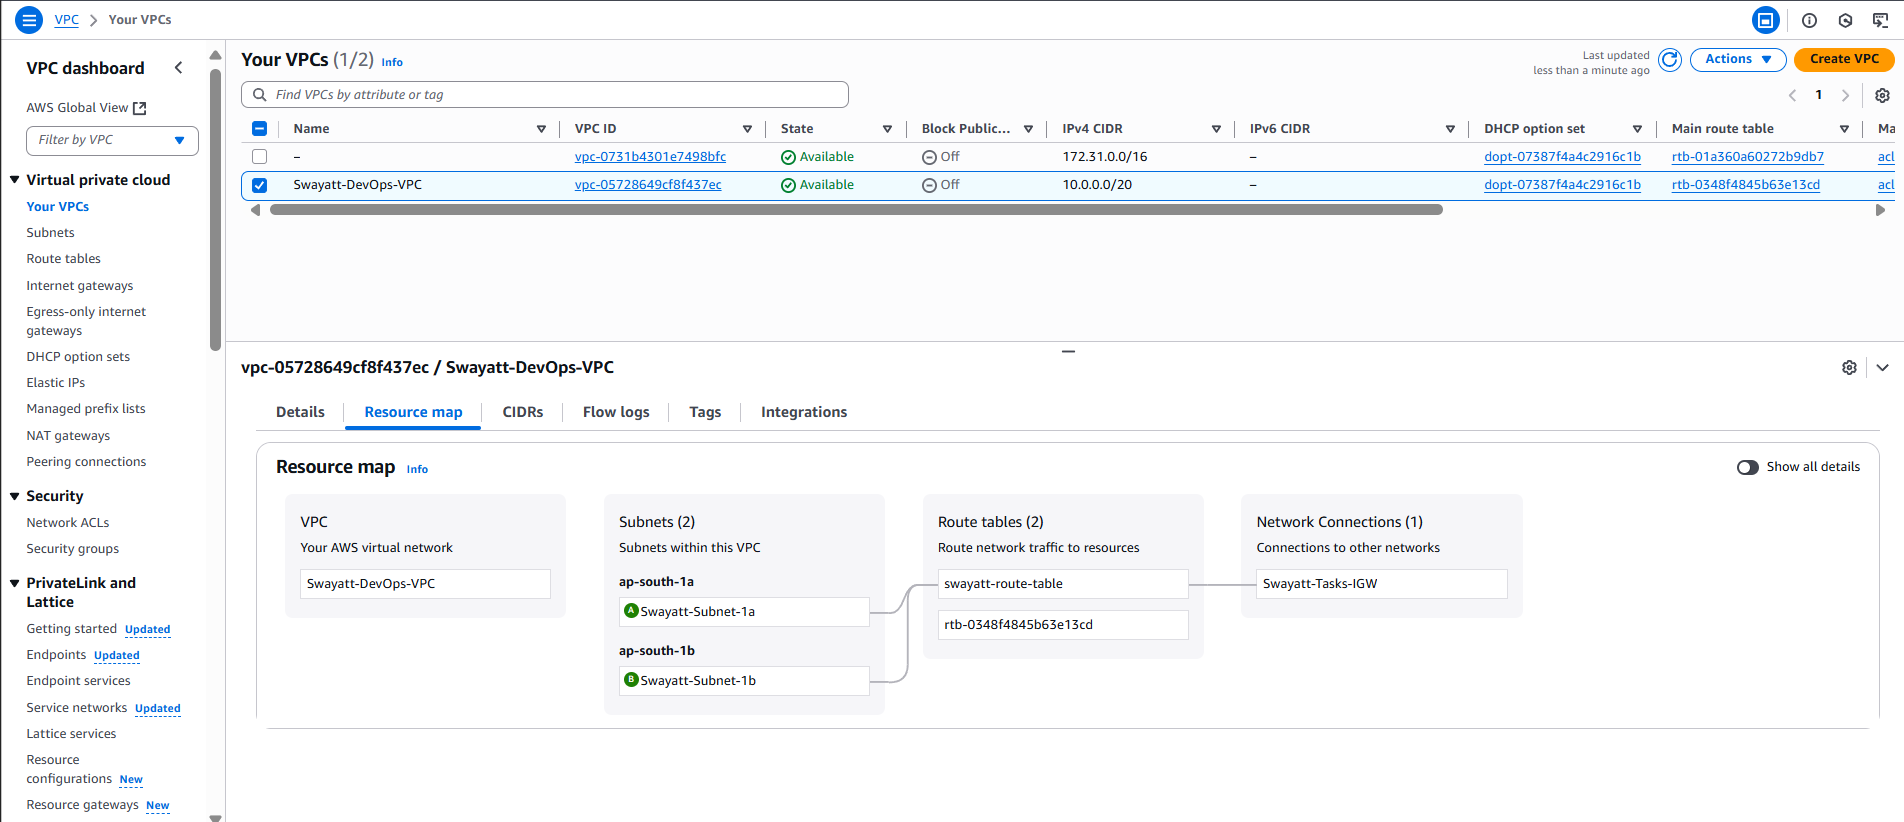 VPC > Your VPCs
VPC dashboard
AWS Global View
Filter by VPC
Virtual private cloud
Your VPCs
Subnets
Route tables
Internet gateways
Egress-only internet
gateways
DHCP option sets
Elastic IPs
Managed prefix lists
NAT gateways
Peering connections
Security
Network ACLs
Security groups
PrivateLink and
Lattice
Getting started Updated
Endpoints Updated
Endpoint services
Service networks Updated
Lattice services
Resource
configurations New
Resource gateways New
Your VPCs (1/2) Info
Last updated
less than a minute ago
Actions
Create VPC
Find VPCs by attribute or tag
1
Name VPC ID State Block Public... IPv4 CIDR IPv6 CIDR DHCP option set Main route table Ma
– vpc-0731b4301e7498bfc Available Off 172.31.0.0/16 – dopt-07387f4a4c2916c1b rtb-01a360a60272b9db7 acl
Swayatt-DevOps-VPC vpc-05728649cf8f437ec Available Off 10.0.0.0/20 – dopt-07387f4a4c2916c1b rtb-0348f4845b63e13cd acl
vpc-05728649cf8f437ec / Swayatt-DevOps-VPC
Details Resource map CIDRs Flow logs Tags Integrations
Resource map Info
Show all details
VPC
Your AWS virtual network
Swayatt-DevOps-VPC
Subnets (2)
Subnets within this VPC
ap-south-1a
A Swayatt-Subnet-1a
ap-south-1b
B Swayatt-Subnet-1b
Route tables (2)
Route network traffic to resources
swayatt-route-table
rtb-0348f4845b63e13cd
Network Connections (1)
Connections to other networks
Swayatt-Tasks-IGW